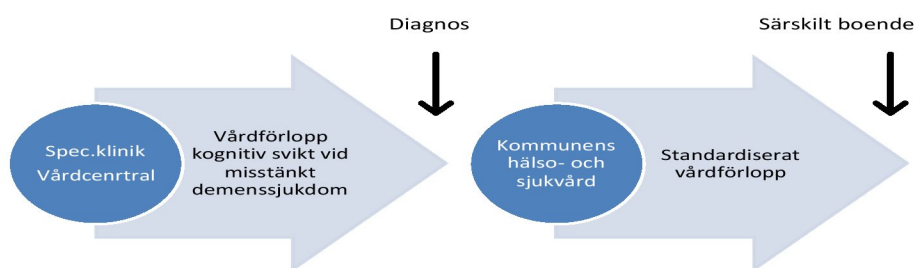 Diagnos
Särskilt boende
Spec.klinik
Vårdcenrtral
Vårdförlopp
kognitiv svikt vid
misstänkt
demenssjukdom
Kommunens
hälso- och
sjukvård
Standardiserat
vårdförlopp